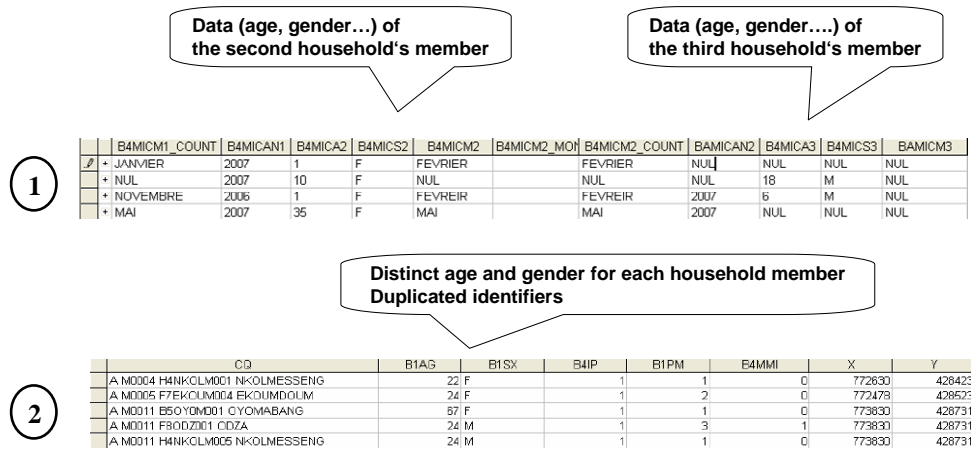 Data (age, gender…) of
the second household‘s member
Data (age, gender….) of
the third household‘s member
1
B4MICM1_COUNT B4MICAN1 B4MICA2 B4MICS2 B4MICM2 B4MICM2_MON B4MICM2_COUNT BAMICAN2 B4MICA3 B4MICS3 BAMICM3
+ JANVIER 2007 1 F FEVRIER FEVRIER NUL NUL NUL NUL
+ NUL 2007 10 F NUL NUL NUL 18 M NUL
+ NOVEMBRE 2006 1 F FEVREIR FEVREIR 2007 6 M NUL
+ MAI 2007 35 F MAI MAI 2007 NUL NUL NUL
Distinct age and gender for each household member
Duplicated identifiers
2
CQ B1AG B1SX B4IP B1PM B4MMI X Y
A M0004 H4NKOLM001 NKOLMESSENG 22 F 1 1 0 772630 428423
A M0005 F7EKOUM004 EKOUMDOUM 24 F 1 2 0 772478 428523
A M0011 B5OYOM001 OYOMABANG 67 F 1 1 0 773830 428731
A M0011 F8ODZ001 ODZA 24 M 1 3 1 773830 428731
A M0011 H4NKOLM005 NKOLMESSENG 24 M 1 1 0 773830 428731